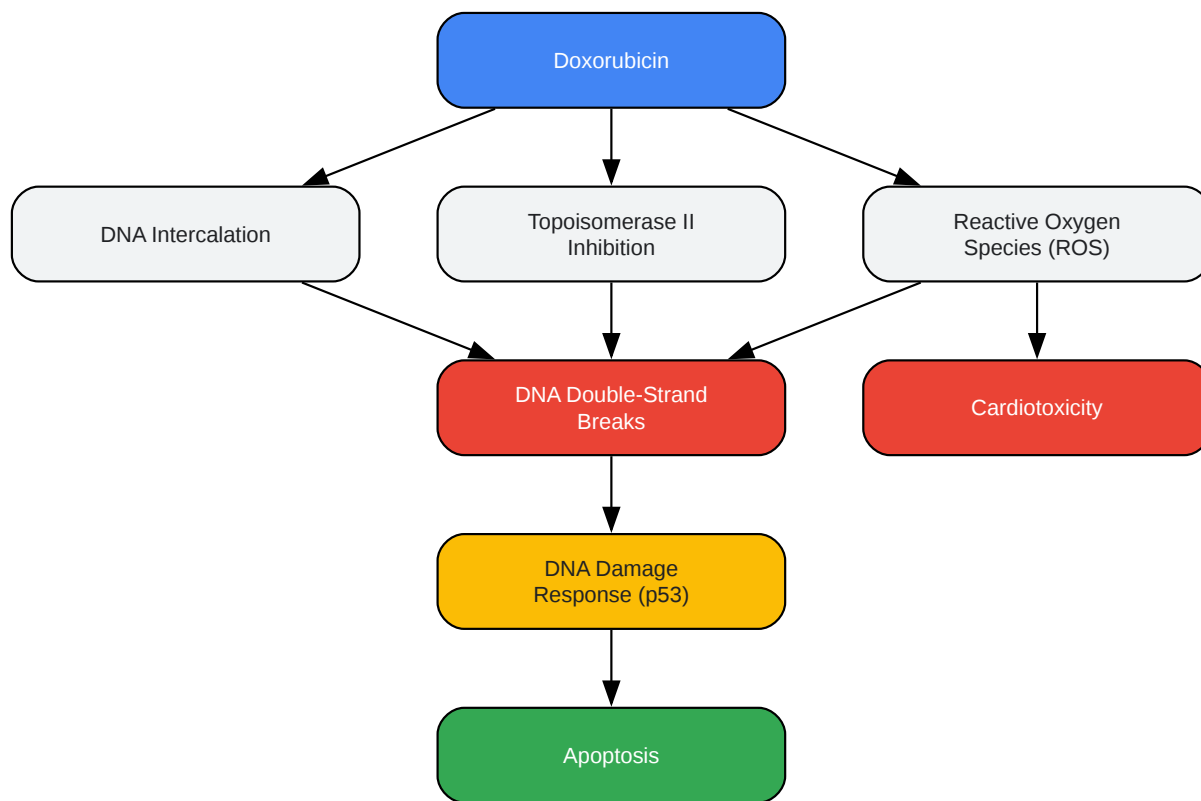 Doxorubicin
DNA Intercalation
Topoisomerase II
Inhibition
Reactive Oxygen
Species (ROS)
DNA Double-Strand
Breaks
Cardiotoxicity
DNA Damage
Response (p53)
Apoptosis